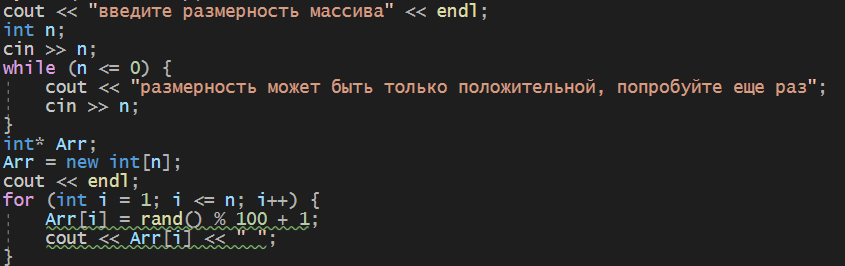 cout << "введите размерность массива" << endl;
int n;
cin >> n;
while (n <= 0) {
    cout << "размерность может быть только положительной, попробуйте еще раз";
    cin >> n;
}
int* Arr;
Arr = new int[n];
cout << endl;
for (int i = 1; i <= n; i++) {
    Arr[i] = rand() % 100 + 1;
    cout << Arr[i] << " ";
}